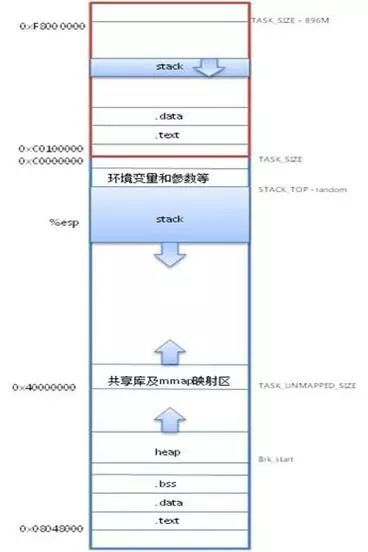 0xF8000000
TASK_SIZE - 896M
stack
.data
.text
0xC0100000
0xC0000000
TASK_SIZE
环境变量和参数等
STACK_TOP - random
%esp
stack
共享库及mmap映射区
0x40000000
TASK_UNMAPPED_SIZE
heap
Brk_start
.bss
.data
.text
0x08048000